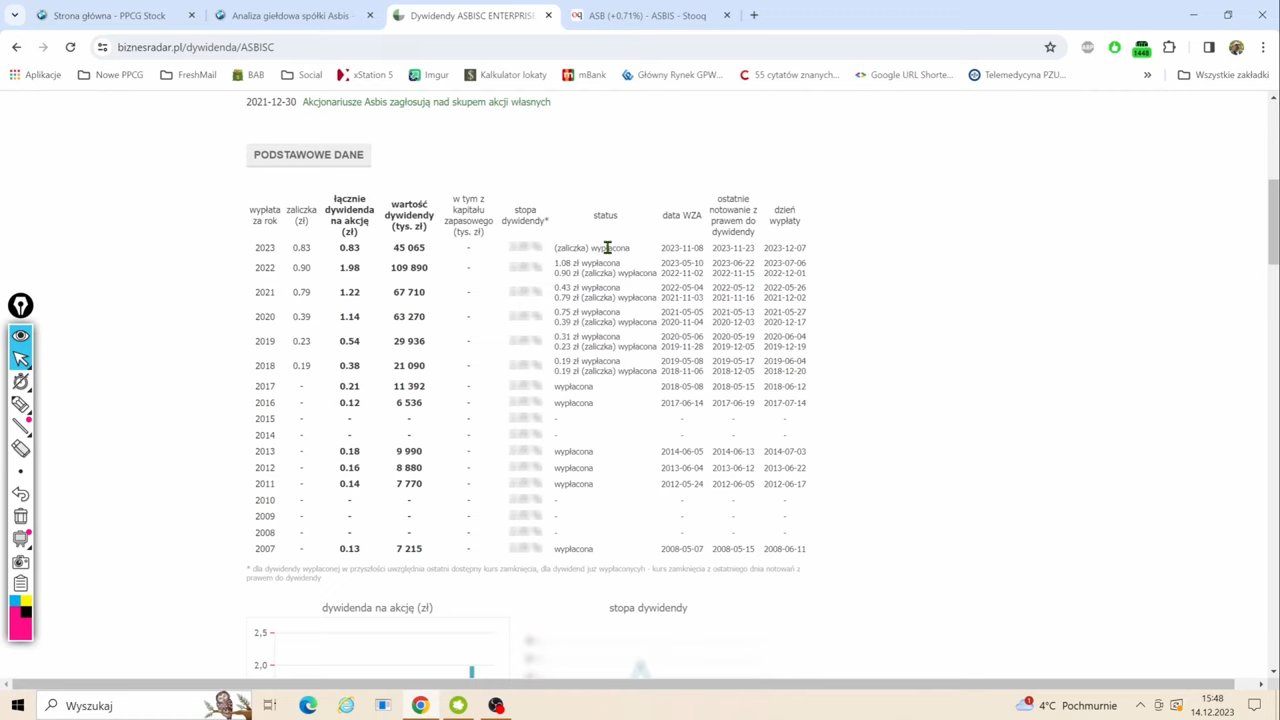 Strona główna - PPCG Stock
Analiza giełdowa spółki Asbis -
Dywidendy ASBISC ENTERPRISE
ASB (+0.71%) - ASBIS - Stooq
biznesradar.pl/dywidenda/ASBISC
1448
Aplikacje Nowe PPCG FreshMail BAB Social xStation 5 Imgur Kalkulator lokaty mBank Główny Rynek GPW... 55 cytatów znanych... Google URL Shorte... Telemedycyna PZU... » Wszystkie zakładki
2021-12-30 Akcjonariusze Asbis zagłosują nad skupem akcji własnych
PODSTAWOWE DANE
wypłata za rok
zaliczka (zł)
łącznie dywidenda na akcję (zł)
wartość dywidendy (tys. zł)
w tym z kapitału zapasowego (tys. zł)
stopa dywidendy*
status
data WZA
ostatnie notowanie z prawem do dywidendy
dzień wypłaty
2023 0.83 0.83 45 065 - (zaliczka) wypłacona 2023-11-08 2023-11-23 2023-12-07
2022 0.90 1.98 109 890 - 1.08 zł wypłacona 2023-05-10 2023-06-22 2023-07-06
0.90 zł (zaliczka) wypłacona 2022-11-02 2022-11-15 2022-12-01
2021 0.79 1.22 67 710 - 0.43 zł wypłacona 2022-05-04 2022-05-12 2022-05-26
0.79 zł (zaliczka) wypłacona 2021-11-03 2021-11-16 2021-12-02
2020 0.39 1.14 63 270 - 0.75 zł wypłacona 2021-05-05 2021-05-13 2021-05-27
0.39 zł (zaliczka) wypłacona 2020-11-04 2020-12-03 2020-12-17
2019 0.23 0.54 29 936 - 0.31 zł wypłacona 2020-05-06 2020-05-19 2020-06-04
0.23 zł (zaliczka) wypłacona 2019-11-28 2019-12-05 2019-12-19
2018 0.19 0.38 21 090 - 0.19 zł wypłacona 2019-05-08 2019-05-17 2019-06-04
0.19 zł (zaliczka) wypłacona 2018-11-06 2018-12-05 2018-12-20
2017 - 0.21 11 392 - wypłacona 2018-05-08 2018-05-15 2018-06-12
2016 - 0.12 6 536 - wypłacona 2017-06-14 2017-06-19 2017-07-14
2015 - - - - - - - -
2014 - - - - - - - -
2013 - 0.18 9 990 - wypłacona 2014-06-05 2014-06-13 2014-07-03
2012 - 0.16 8 880 - wypłacona 2013-06-04 2013-06-12 2013-06-22
2011 - 0.14 7 770 - wypłacona 2012-05-24 2012-06-05 2012-06-17
2010 - - - - - - - -
2009 - - - - - - - -
2008 - - - - - - - -
2007 - 0.13 7 215 - wypłacona 2008-05-07 2008-05-15 2008-06-11
* dla dywidendy wypłaconej w przyszłości uwzględnia ostatni dostępny kurs zamknięcia, dla dywidend już wypłaconych - kurs zamknięcia z ostatniego dnia notowań z
prawem do dywidendy
dywidenda na akcję (zł)
stopa dywidendy
2,5
2,0
Wyszukaj
4°C Pochmurnie
15:48
14.12.2023